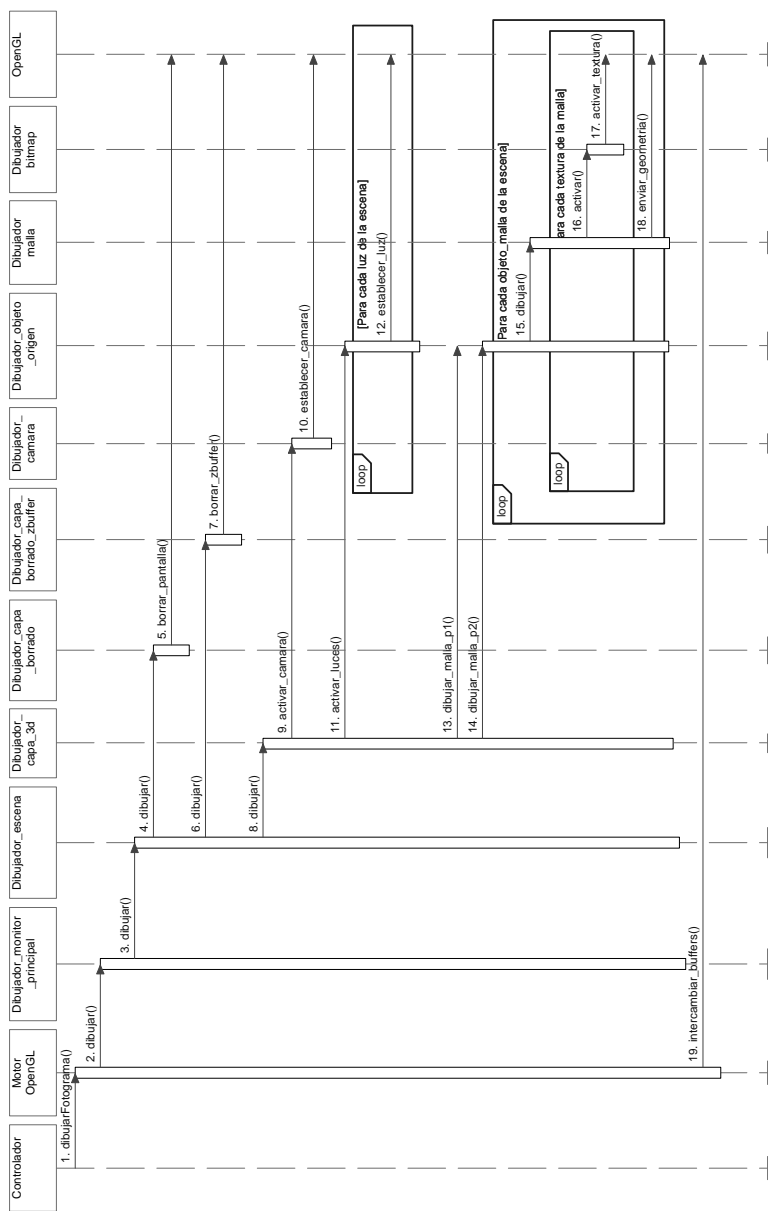 Controlador
Motor
OpenGL
Dibujador_monitor
_principal
Dibujador_escena
Dibujador_
capa_3d
Dibujador_capa
_borrado
Dibujador_capa_
borrado_zbuffer
Dibujador_
camara
Dibujador_objeto
_origen
Dibujador
malla
Dibujador
bitmap
OpenGL
1. dibujarFotograma()
2. dibujar()
3. dibujar()
4. dibujar()
5. borrar_pantalla()
6. dibujar()
7. borrar_zbuffer()
8. dibujar()
9. activar_camara()
10. establecer_camara()
11. activar_luces()
loop
[Para cada luz de la escena]
12. establecer_luz()
13. dibujar_malla_p1()
14. dibujar_malla_p2()
loop
Para cada objeto_malla de la escena]
15. dibujar()
loop
ara cada textura de la malla]
16. activar()
17. activar_textura()
18. enviar_geometria()
19. intercambiar_buffers()